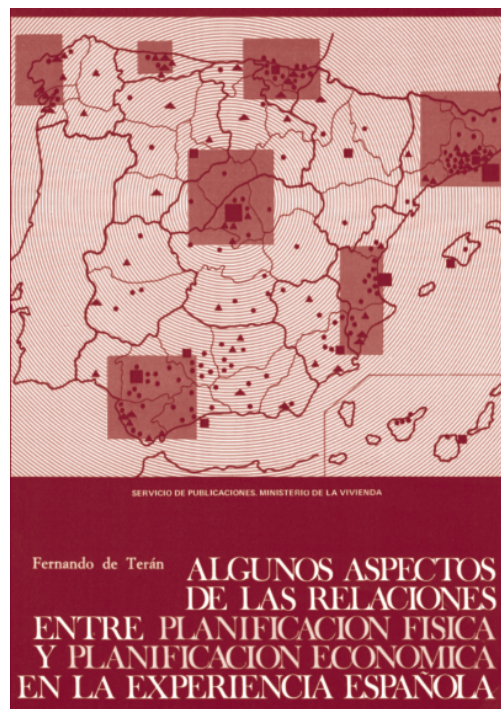 SERVICIO DE PUBLICACIONES. MINISTERIO DE LA VIVIENDA
Fernando de Terán
ALGUNOS ASPECTOS
DE LAS RELACIONES
ENTRE PLANIFICACION FISICA
Y PLANIFICACION ECONOMICA
EN LA EXPERIENCIA ESPAÑOLA